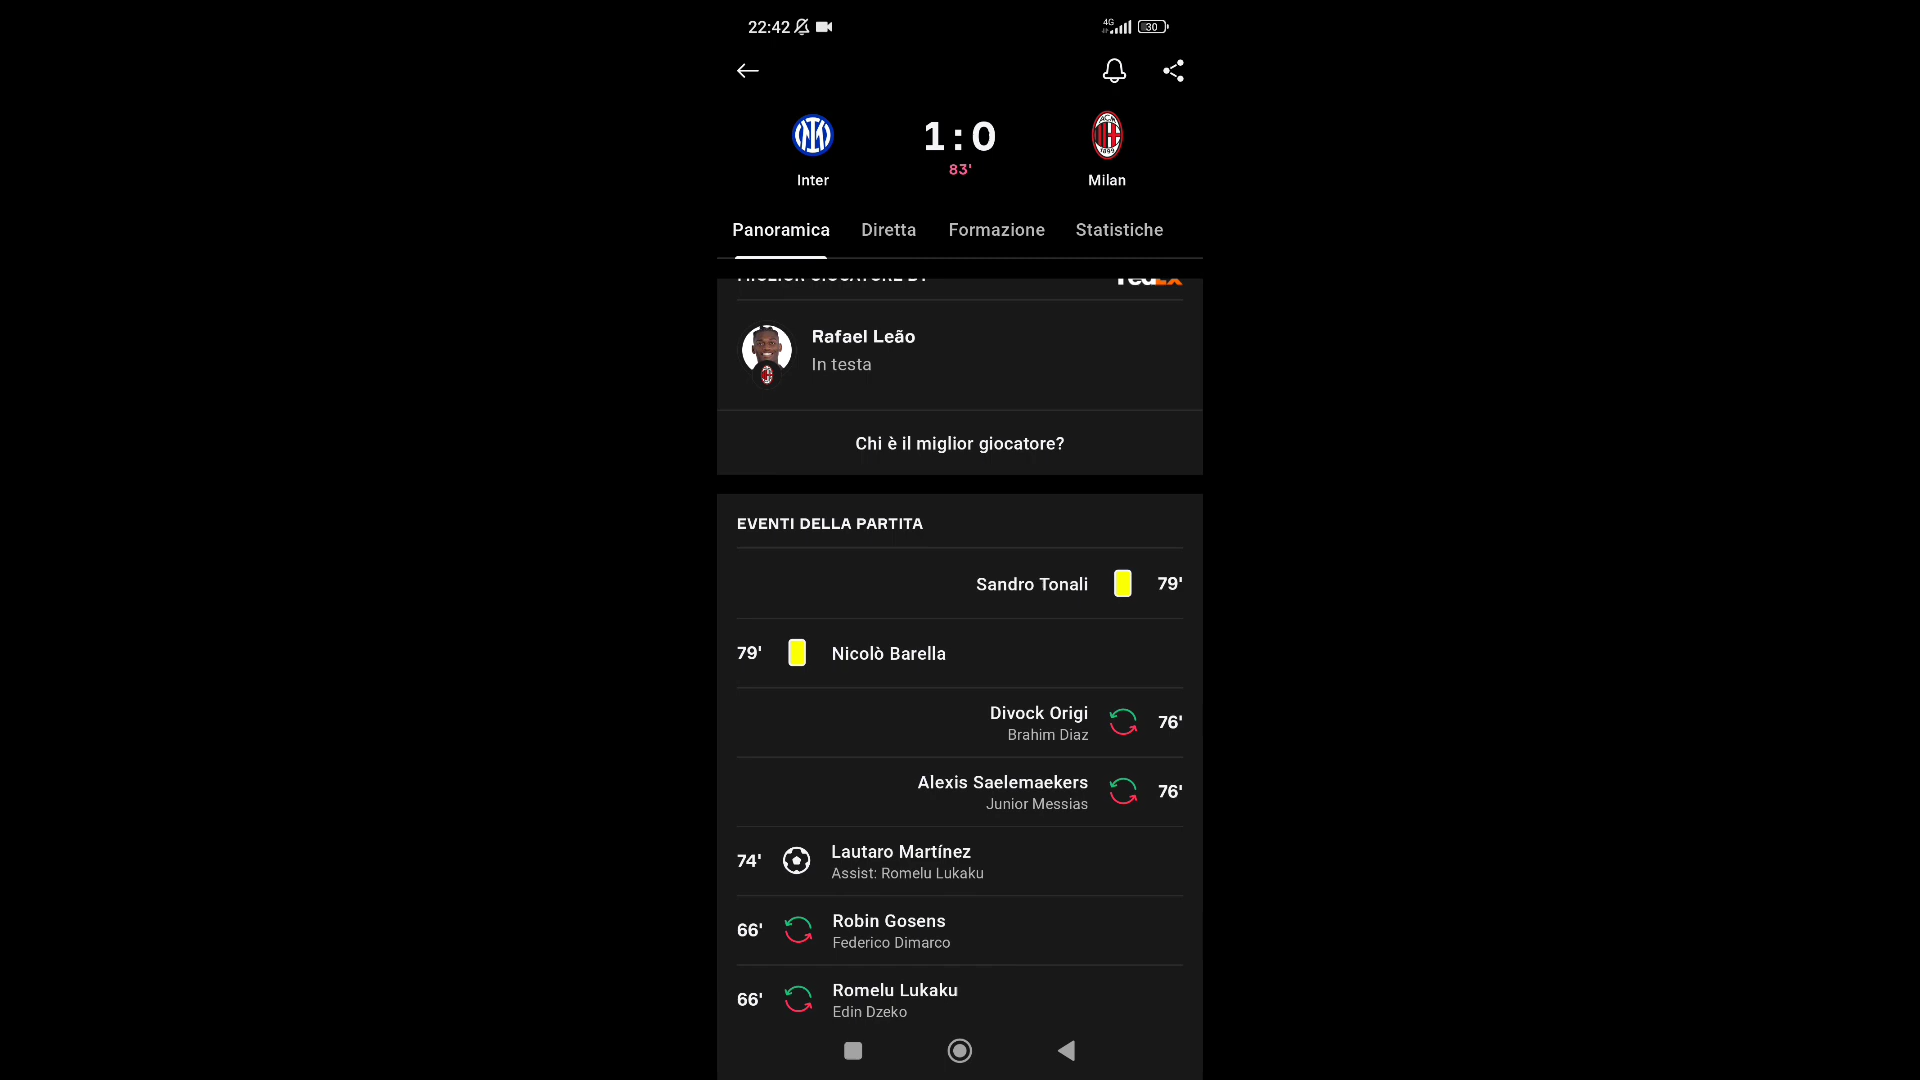 22:42
4G
30
1 : 0
83'
Inter
Milan
Panoramica Diretta Formazione Statistiche
Rafael Leão
In testa
Chi è il miglior giocatore?
EVENTI DELLA PARTITA
Sandro Tonali 79'
79' Nicolò Barella
Divock Origi 76'
Brahim Diaz
Alexis Saelemaekers 76'
Junior Messias
74' Lautaro Martínez
Assist: Romelu Lukaku
66' Robin Gosens
Federico Dimarco
66' Romelu Lukaku
Edin Dzeko